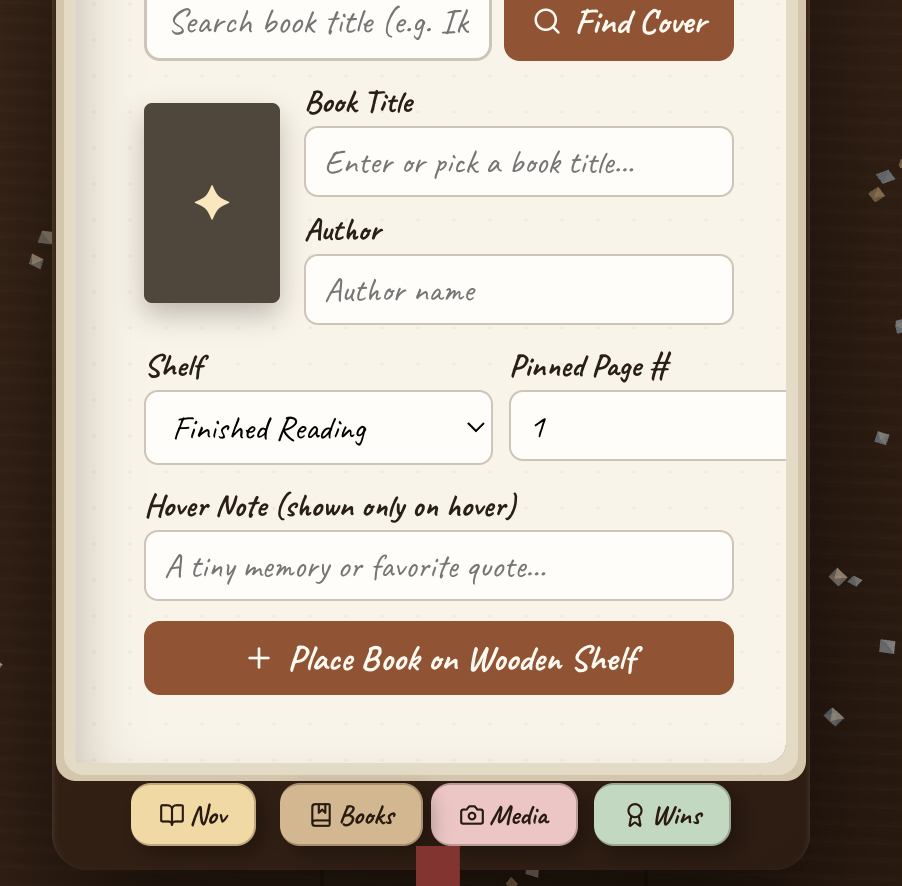 Search book title (e.g. Ik
Find Cover
Book Title
Enter or pick a book title...
Author
Author name
Shelf
Pinned Page #
Finished Reading
1
Hover Note (shown only on hover)
A tiny memory or favorite quote...
Place Book on Wooden Shelf
Nov
Books
Media
Wins